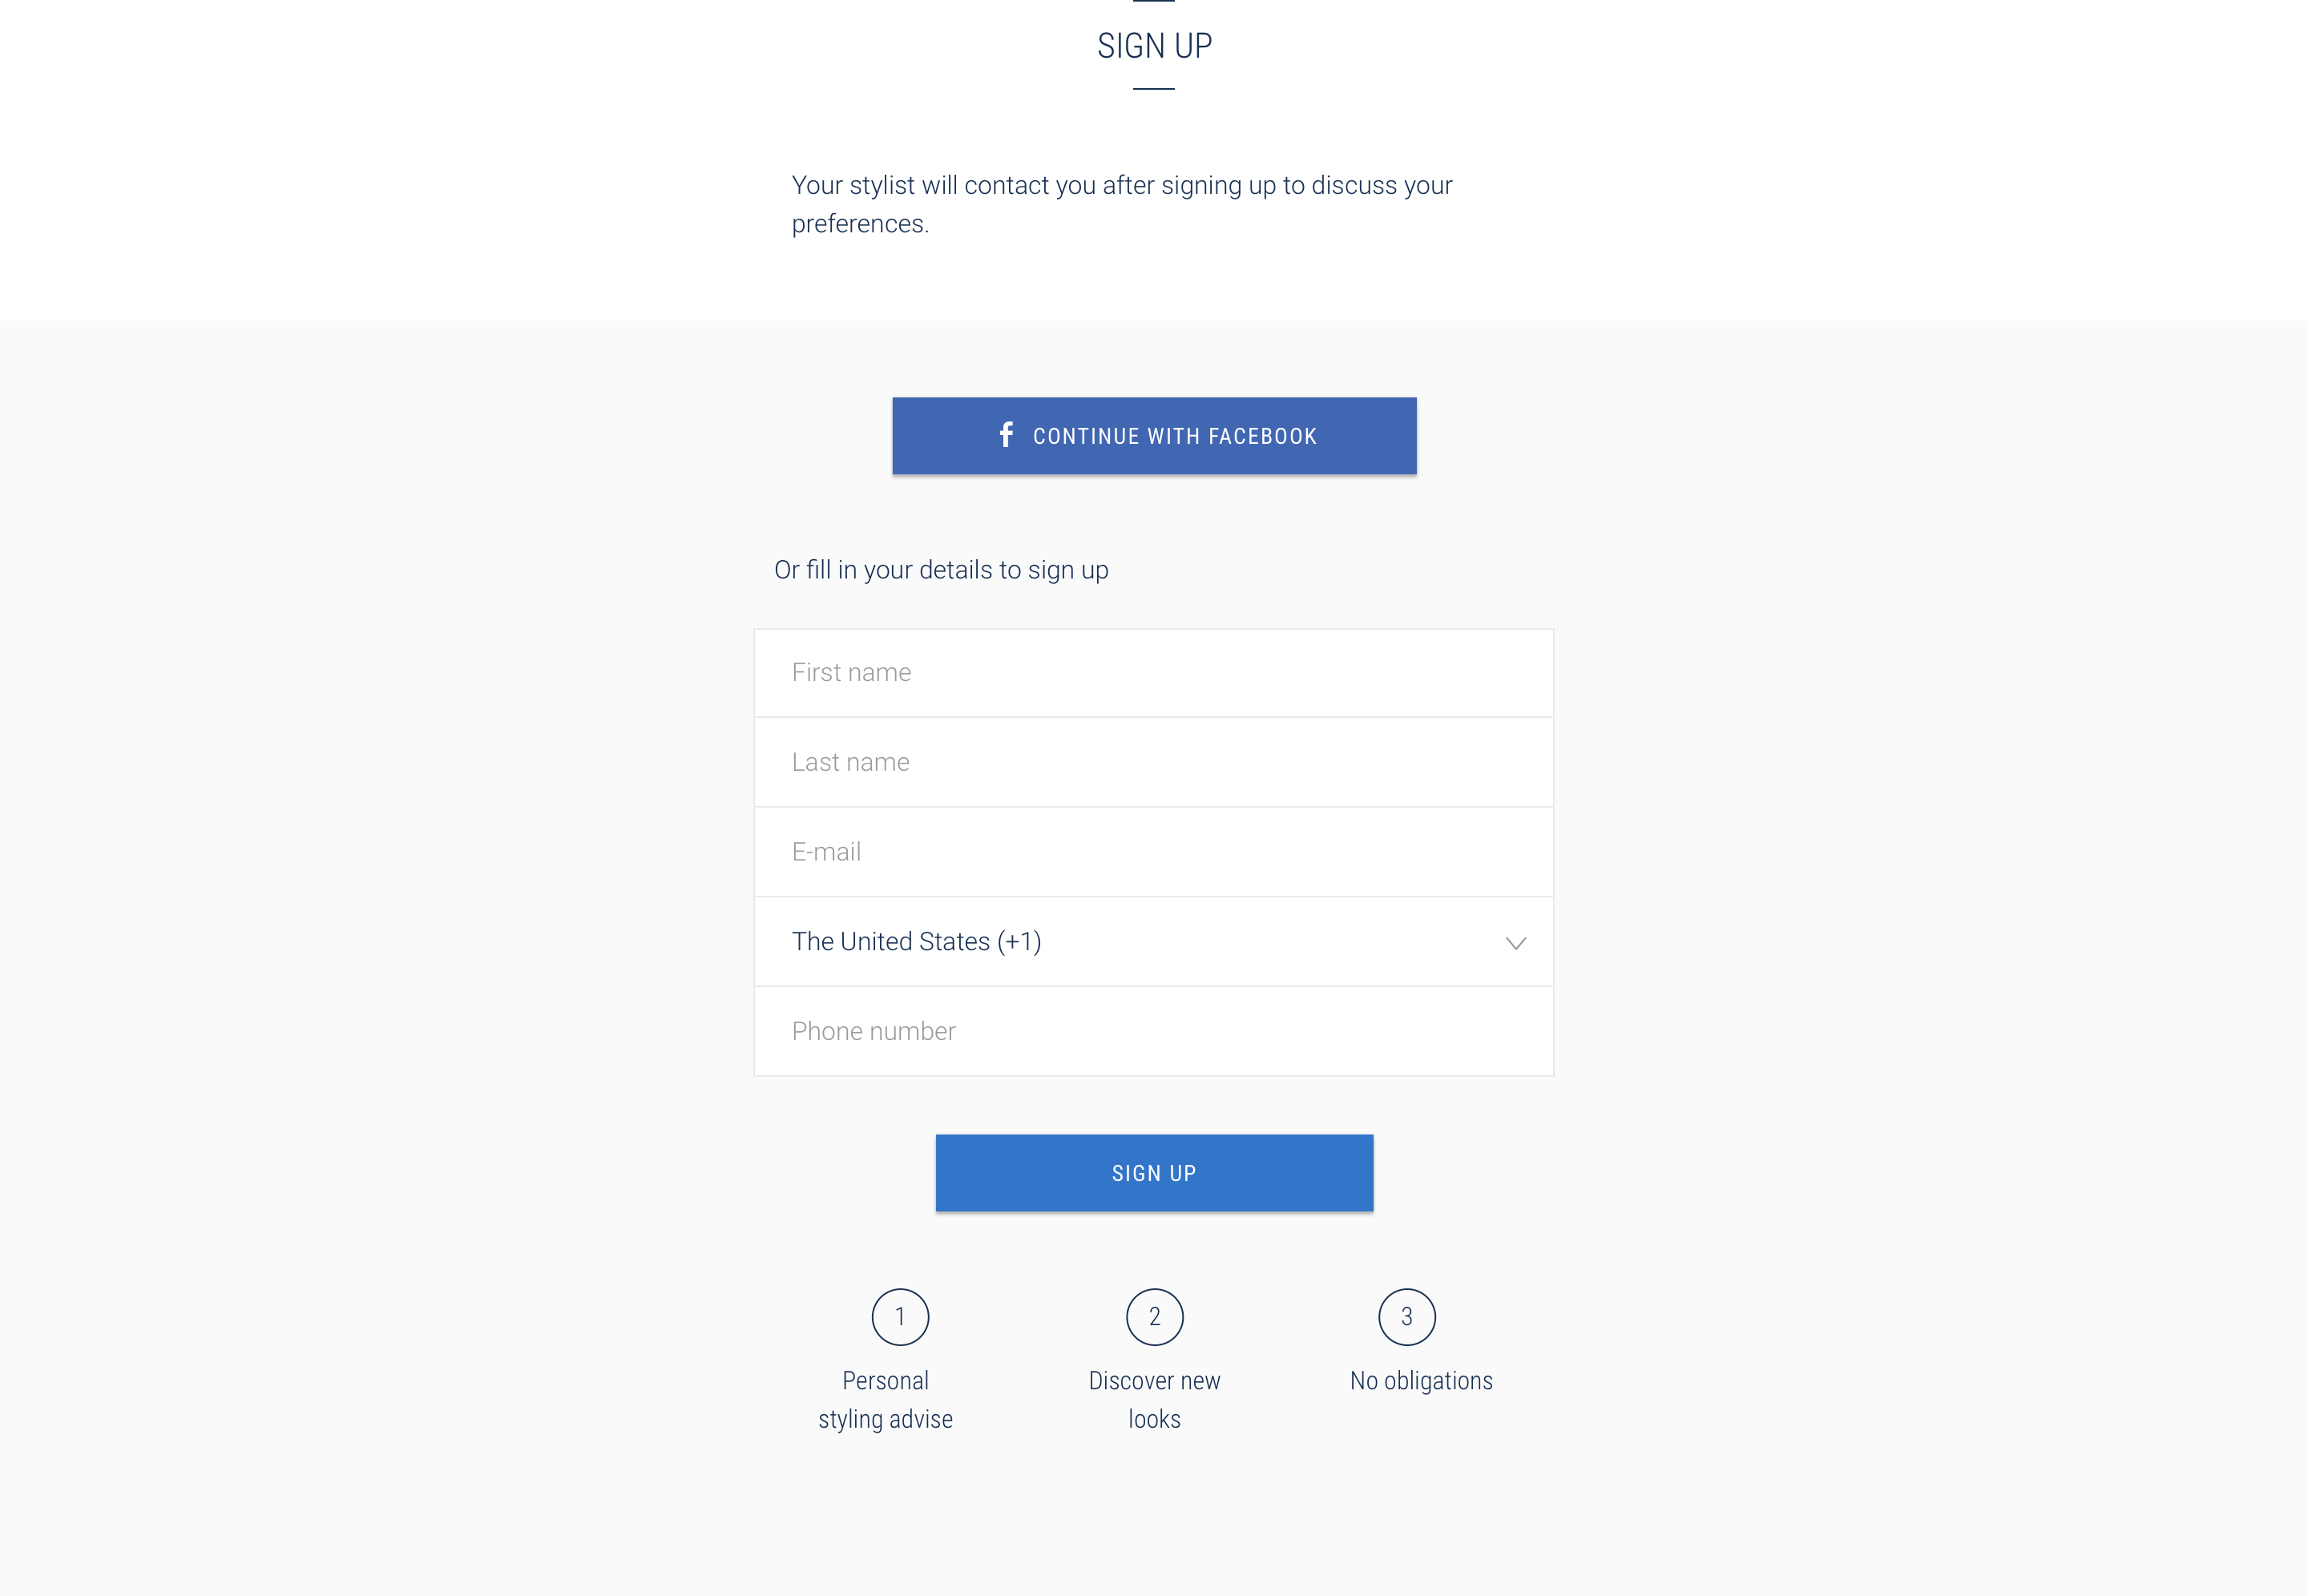 SIGN UP
Your stylist will contact you after signing up to discuss your
preferences.
CONTINUE WITH FACEBOOK
Or fill in your details to sign up
First name
Last name
E-mail
The United States (+1)
Phone number
SIGN UP
1
Personal
styling advise
2
Discover new
looks
3
No obligations